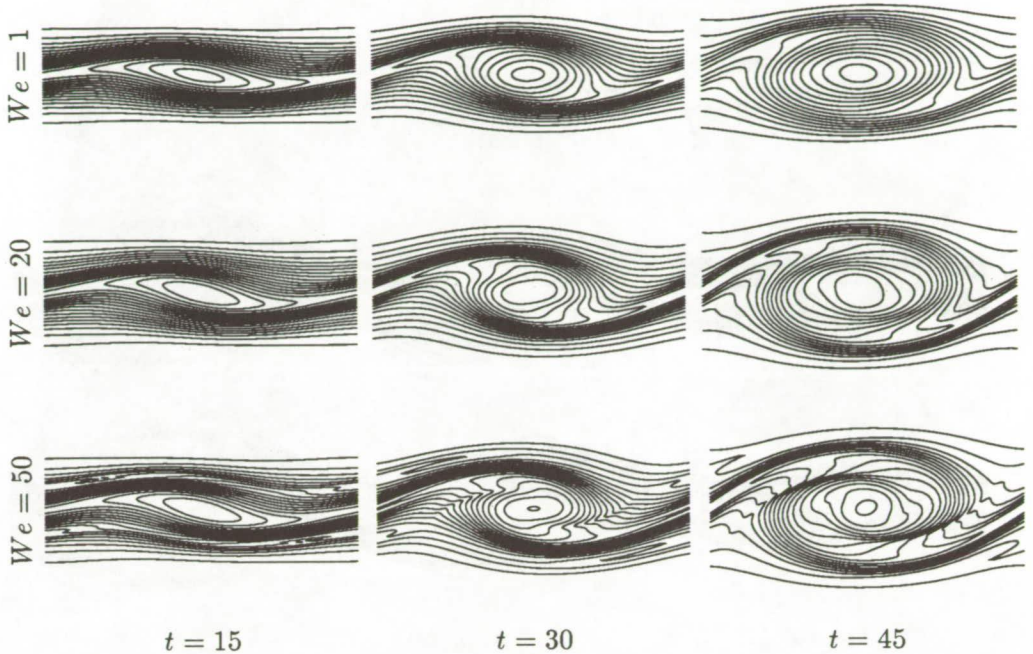 We = 1
We = 20
We = 50
t = 15
t = 30
t = 45